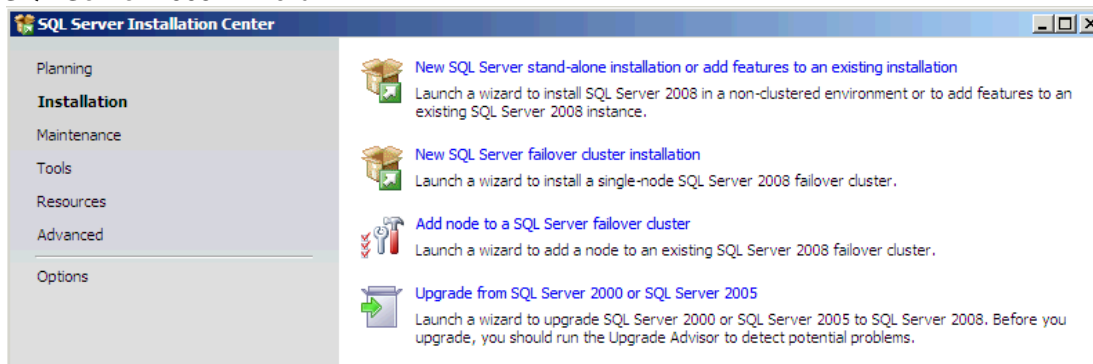 SQL Server Installation Center
Planning
Installation
Maintenance
Tools
Resources
Advanced
Options
New SQL Server stand-alone installation or add features to an existing installation
Launch a wizard to install SQL Server 2008 in a non-clustered environment or to add features to an
existing SQL Server 2008 instance.
New SQL Server failover cluster installation
Launch a wizard to install a single-node SQL Server 2008 failover cluster.
Add node to a SQL Server failover cluster
Launch a wizard to add a node to an existing SQL Server 2008 failover cluster.
Upgrade from SQL Server 2000 or SQL Server 2005
Launch a wizard to upgrade SQL Server 2000 or SQL Server 2005 to SQL Server 2008. Before you
upgrade, you should run the Upgrade Advisor to detect potential problems.